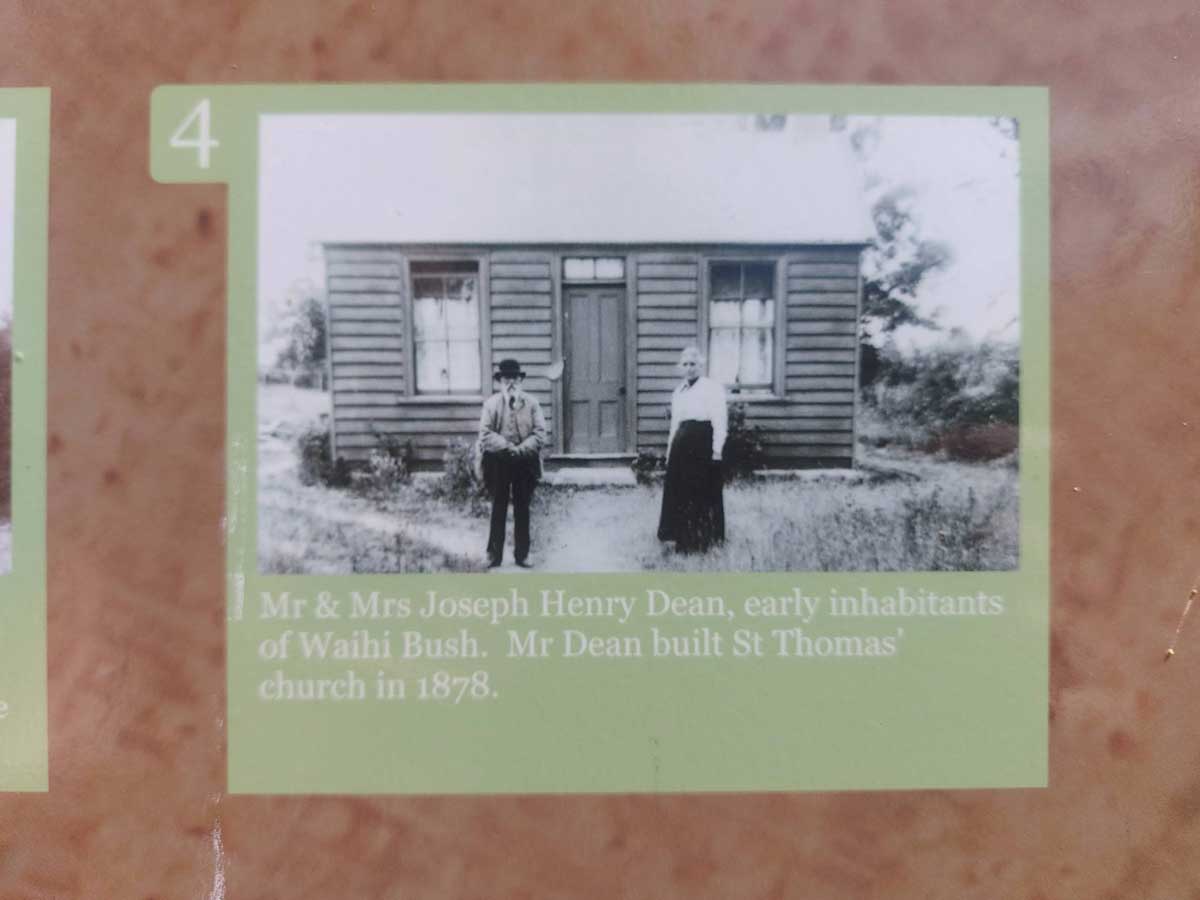 4
Mr & Mrs Joseph Henry Dean, early inhabitants
of Waihi Bush.  Mr Dean built St Thomas'
church in 1878.
e